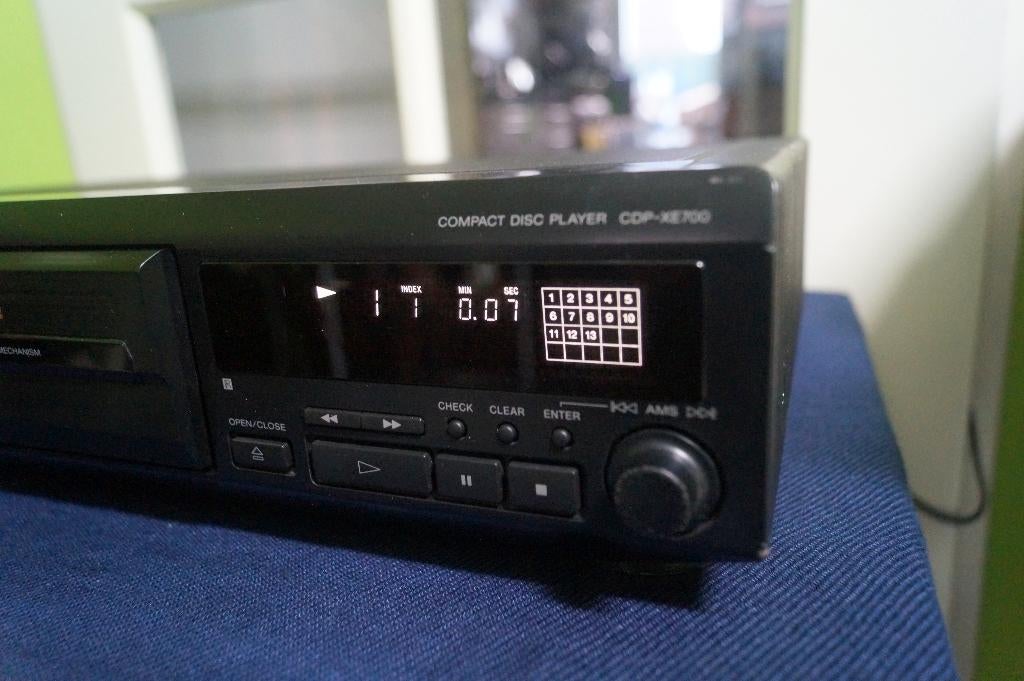 COMPACT DISC PLAYER CDP-XE700
INDEX MIN SEC
1 1 0.07
1 2 3 4 5
6 7 8 9 10
11 12 13
MECHANISM
R
OPEN/CLOSE
CHECK CLEAR ENTER AMS